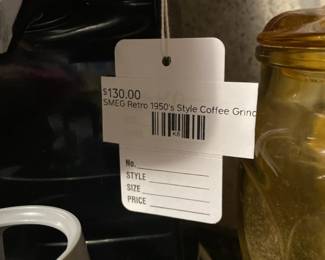 $130.00
SMEG Retro 1950's Style Coffee Grind
No.
STYLE
SIZE
PRICE